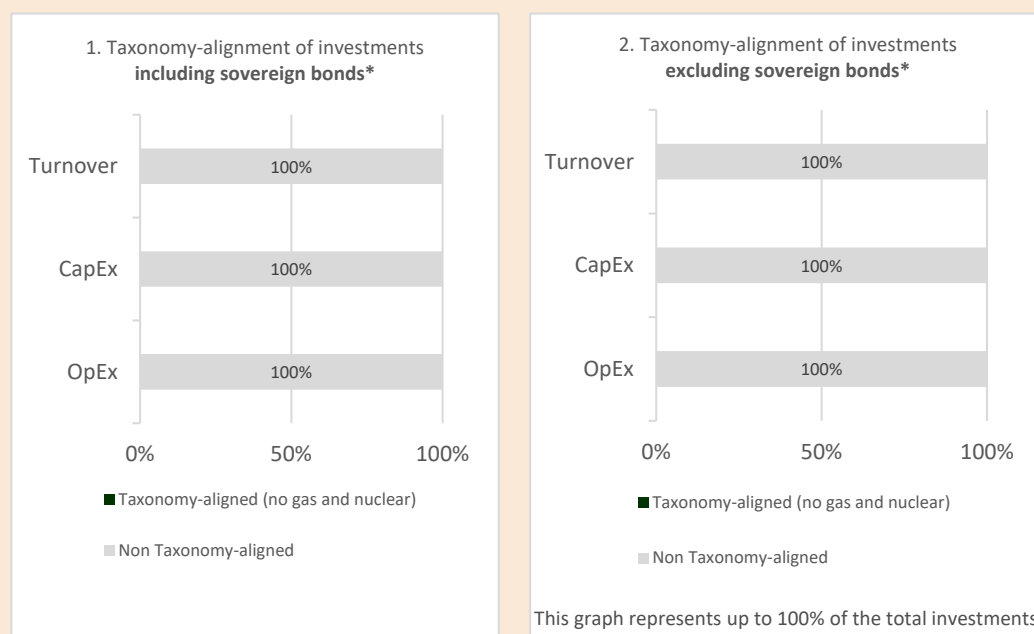 1. Taxonomy-alignment of investments
including sovereign bonds*
Turnover
100%
CapEx
100%
OpEx
100%
0%
50%
100%
Taxonomy-aligned (no gas and nuclear)
Non Taxonomy-aligned
2. Taxonomy-alignment of investments
excluding sovereign bonds*
Turnover
100%
CapEx
100%
OpEx
100%
0%
50%
100%
Taxonomy-aligned (no gas and nuclear)
Non Taxonomy-aligned
This graph represents up to 100% of the total investments